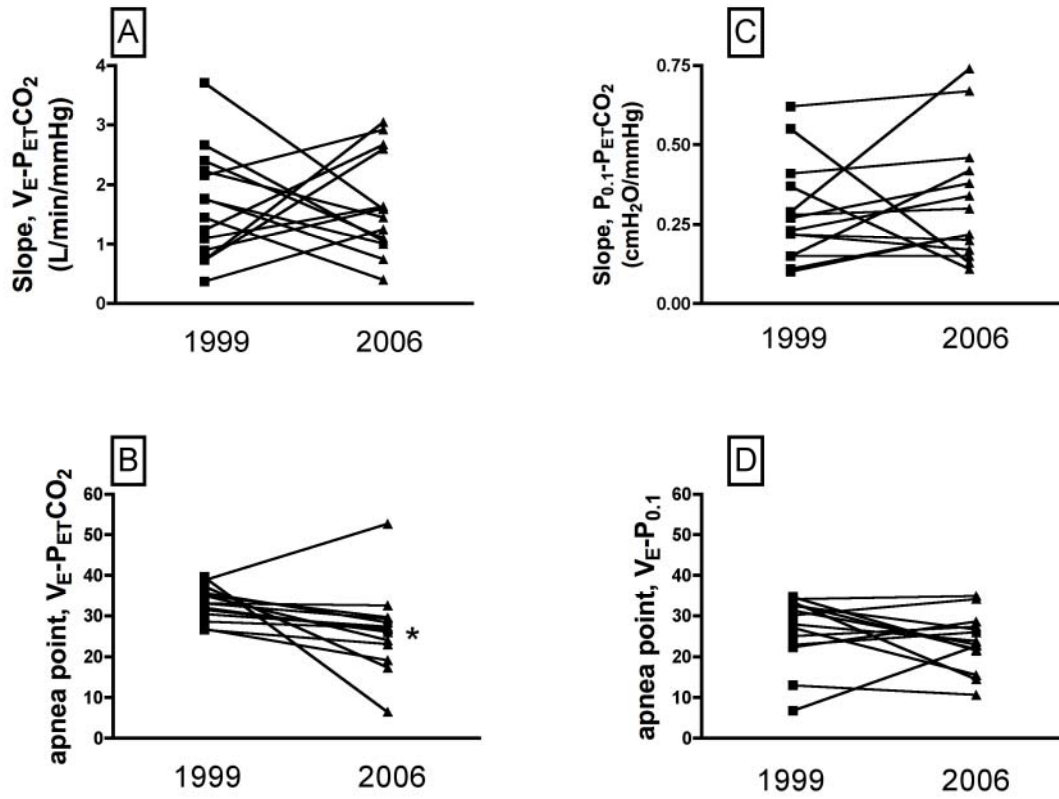 A
Slope, VE-PETCO2
(L/min/mmHg)
4
3
2
1
0
1999 2006
C
Slope, P0.1-PETCO2
(cmH2O/mmHg)
0.75
0.50
0.25
0.00
1999 2006
B
apnea point, VE-PETCO2
60
50
40
30
20
10
0
*
1999 2006
D
apnea point, VE-P0.1
60
50
40
30
20
10
0
1999 2006